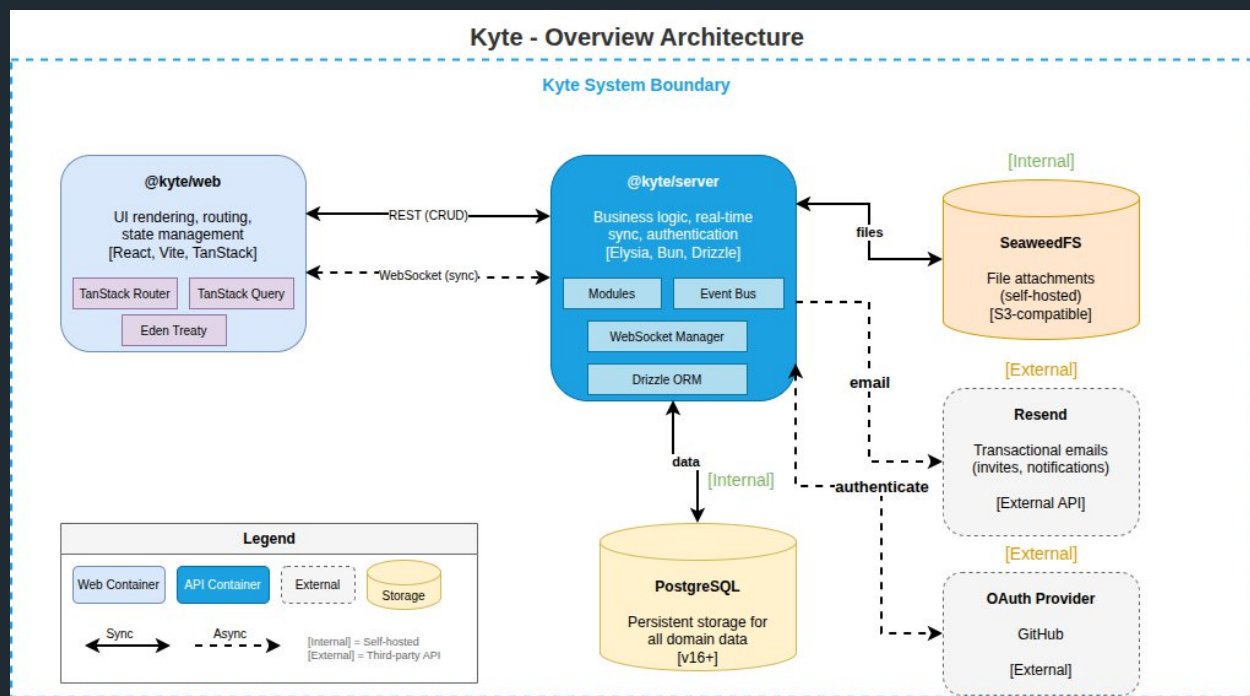 Kyte - Overview Architecture
Kyte System Boundary
@kyte/web
UI rendering, routing,
state management
[React, Vite, TanStack]
TanStack Router
TanStack Query
Eden Treaty
REST (CRUD)
WebSocket (sync)
@kyte/server
Business logic, real-time
sync, authentication
[Elysia, Bun, Drizzle]
Modules
Event Bus
WebSocket Manager
Drizzle ORM
files
[Internal]
SeaweedFS
File attachments
(self-hosted)
[S3-compatible]
email
[External]
Resend
Transactional emails
(invites, notifications)
[External API]
authenticate
[External]
OAuth Provider
GitHub
[External]
data
[Internal]
PostgreSQL
Persistent storage for
all domain data
[v16+]
Legend
Web Container
API Container
External
Storage
Sync
Async
[Internal] = Self-hosted
[External] = Third-party API